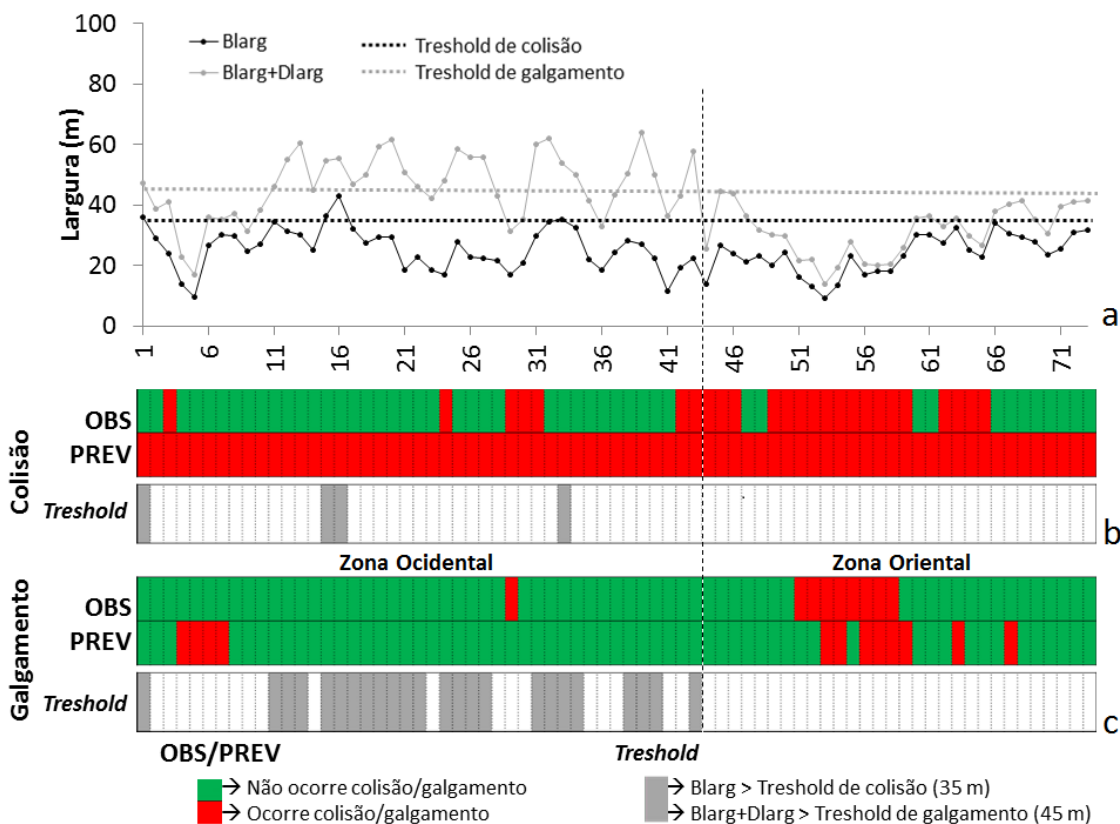 100
80
60
40
20
0
Largura (m)
Blarg
Blarg+Dlarg
Treshold de colisão
Treshold de galgamento
a
1
6
11
16
21
26
31
36
41
46
51
56
61
66
71
Colisão
OBS
PREV
Treshold
b
Zona Ocidental
Zona Oriental
Galgamento
OBS
PREV
Treshold
c
OBS/PREV
Treshold
→ Não ocorre colisão/galgamento
→ Ocorre colisão/galgamento
→ Blarg > Treshold de colisão (35 m)
→ Blarg+Dlarg > Treshold de galgamento (45 m)